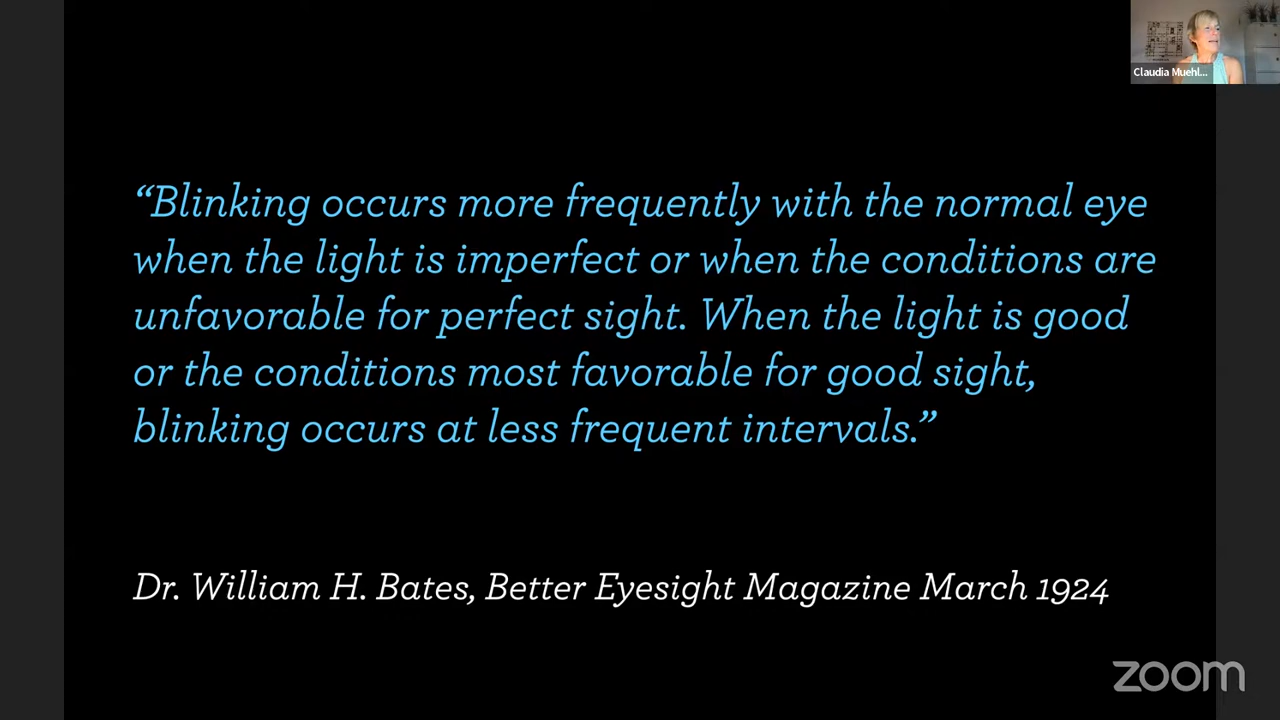 Claudia Muehl...
“Blinking occurs more frequently with the normal eye
when the light is imperfect or when the conditions are
unfavorable for perfect sight. When the light is good
or the conditions most favorable for good sight,
blinking occurs at less frequent intervals.”
Dr. William H. Bates, Better Eyesight Magazine March 1924
zoom